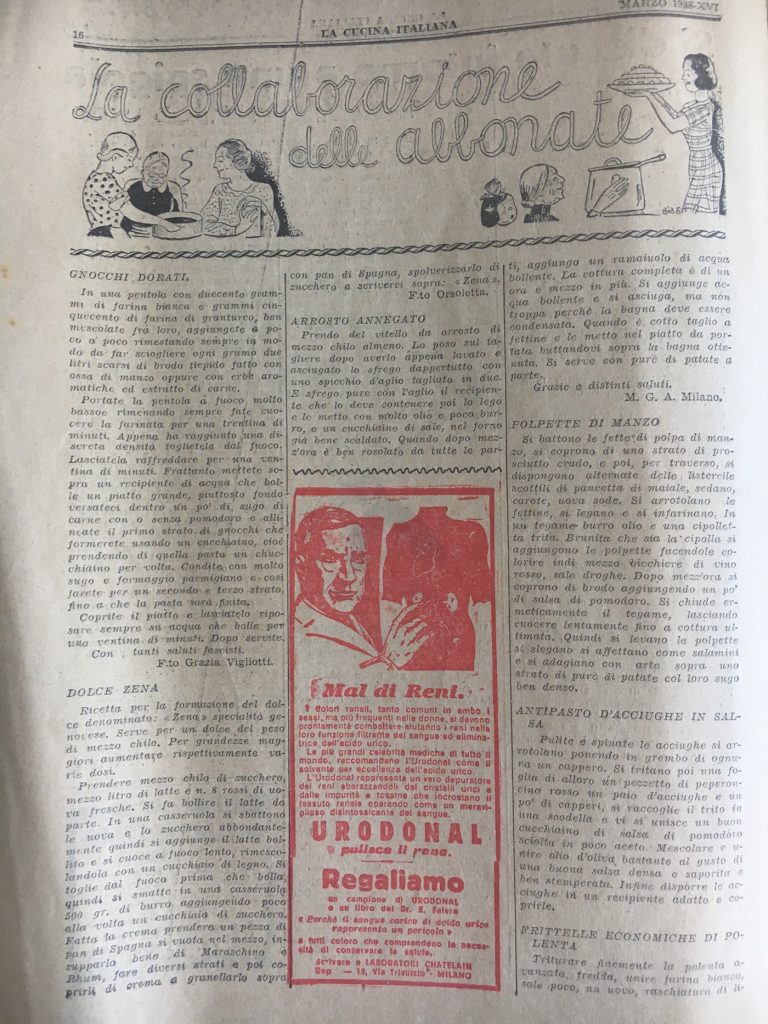 16
LA CUCINA ITALIANA
MARZO 1938-XVI
La collaborazione
delle abbonate
GNOCCHI DORATI.
In una pentola con duecento gram-
mi di farina bianca e grammi cin-
quecento di farina di granturco, ben
mescolate fra loro, aggiungete a po-
co a poco rimestando sempre in mo-
do da far sciogliere ogni grumo due
litri scarsi di brodo tiepido fatto con
ossa di manzo oppure con erbe aro-
matiche ed estratto di carne.
Portate la pentola a fuoco molto
basso e rimenando sempre fate cuo-
cere la farinata per una trentina di
minuti. Appena ha raggiunto una di-
screta densità toglietela dal fuoco.
Lasciatela raffreddare per una ven-
tina di minuti. Frattanto mettete so-
pra un recipiente di acqua che bol-
le un piatto grande, piuttosto fondo
versateci dentro un po' di sugo di
carne con o senza pomodoro e alli-
neate il primo strato di gnocchi che
formerete usando un cucchiaino, cioè
prendendo di quella pasta un chuc-
chiaino per volta. Condite con molto
sugo e formaggio parmigiano e così
farete per un secondo e terzo strato,
fino a che la pasta sarà finita.
Coprite il piatto e lasciatelo ripo-
sare sempre su acqua che bolle per
una ventina di minuti. Dopo servite.
Con tanti saluti fascisti.
F.to Grazia Vigliotti.
DOLCE ZENA
Ricetta per la formazione del dol-
ce denominato: «Zena» specialità ge-
novese. Serve per un dolce del peso
di mezzo chilo. Per grandezze mag-
giori aumentare rispettivamente va-
rie dosi.
Prendere mezzo chilo di zucchero,
mezzo litro di latte e n. 8 rossi di uo-
va fresche. Si fa bollire il latte da
parte. In una casseruola si sbattono
le uova e lo zucchero abbondante-
mente quindi si aggiunge il latte bol-
lito e si cuoce a fuoco lento, rimesco-
landola con un cucchiaio di legno. Si
toglie dal fuoco prima che bolla,
quindi si smatte in una casseruola
500 gr. di burro aggiungendo poco
alla volta un cucchiaio di zucchero.
Fatta la crema prendere un pezzo di
pan di Spagna si vuota nel mezzo, in-
zupparlo bene di Maraschino e
Rhum, fare diversi strati e poi co-
prirli di crema e granellarlo sopra
con pan di Spagna, spolverizzarlo di
zucchero e scriverci sopra: «Zena».
F.to Orsoletta.
ARROSTO ANNEGATO
Prendo del vitello da arrosto di
mezzo chilo almeno. Lo poso sul ta-
gliere dopo averlo appena lavato e
asciugato lo sfrego dappertutto con
uno spicchio d'aglio tagliato in due.
E sfrego pure con l'aglio il recipien-
te che lo deve contenere poi lo lego
e lo metto con molto olio e poco bur-
ro, e un cucchiaino di sale, nel forno
già bene scaldato. Quando dopo mez-
z'ora è ben rosolato da tutte le par-
Mal di Reni.
I dolori renali, tanto comuni in ambo i
sessi, ma più frequenti nelle donne, si devono
prontamente combattere aiutando i reni nella
loro funzione filtrante del sangue ed elimina-
trice dell'acido urico.
Le più grandi celebrità mediche di tutto il
mondo, raccomandano l'Urodonal come il
solvente per eccellenza dell'acido urico.
L'Urodonal rappresenta un vero depuratore
dei reni sbarazzandoli dai cristalli urici e
dalle impurità e tossine che incrostano il
tessuto renale operando come un meravi-
glioso disintossicante del sangue.
URODONAL
pulisce il rene.
Regaliamo
un campione di URODONAL
e un libro del Dr. E. Faivre
«Perchè il sangue carico di acido urico
rappresenta un pericolo»
a tutti coloro che comprendono la neces-
sità di conservare la salute.
Scrivere a LABORATORI CHATELAIN
Rep - 18, Via Trivulzio - MILANO
ti, aggiungo un ramaiuolo di acqua
bollente. La cottura completa è di un
ora e mezzo in più. Si aggiunge ac-
qua bollente e si asciuga, ma non
troppa perchè la bagna deve essere
condensata. Quando è cotto taglio a
fettine e le metto nel piatto da por-
tata buttandovi sopra la bagna otte-
nuta. Si serve con purè di patate a
parte.
Grazie e distinti saluti.
M. G. A. Milano.
POLPETTE DI MANZO
Si battono le fette di polpa di man-
zo, si coprono di uno strato di pro-
sciutto crudo, e poi, per traverso, si
dispongono alternate delle listerelle
sottili di pancetta di maiale, sedano,
carote, uova sode. Si arrotolano le
fettine, si legano e si infarinano. In
un tegame burro olio e una cipollet-
ta trita. Brunita che sia la cipolla si
aggiungono le polpette facendole co-
lorire indi mezzo bicchiere di vino
rosso, sale droghe. Dopo mezz'ora si
coprono di brodo aggiungendo un po'
di salsa di pomodoro. Si chiude er-
meticamente il tegame, lasciando
cuocere lentamente fino a cottura ul-
timata. Quindi si levano le polpette
si slegano si affettano come salamini
e si adagiano con arte sopra uno
strato di purè di patate col loro sugo
ben denso.
ANTIPASTO D'ACCIUGHE IN SAL-
SA
Pulite e spinate le acciughe si ar-
rotolano ponendo in grembo di ognu-
na un cappero. Si tritano poi una fo-
glia di alloro un pezzetto di peperon-
cino rosso un paio d'acciughe e un
po' di capperi, si raccoglie il trito in
una scodella e vi si unisce un buon
cucchiaino di salsa di pomodoro
sciolta in poco aceto. Mescolare e u-
nire olio d'oliva bastante al gusto di
una buona salsa densa e saporita e
ben stemperata. Infine disporre le ac-
ciughe in un recipiente adatto e co-
prirle.
FRITTELLE ECONOMICHE DI PO-
LENTA
Triturare finemente la polenta a-
vanzata, fredda, unire farina bianca,
sale poco, un uovo, raschiatura di li-